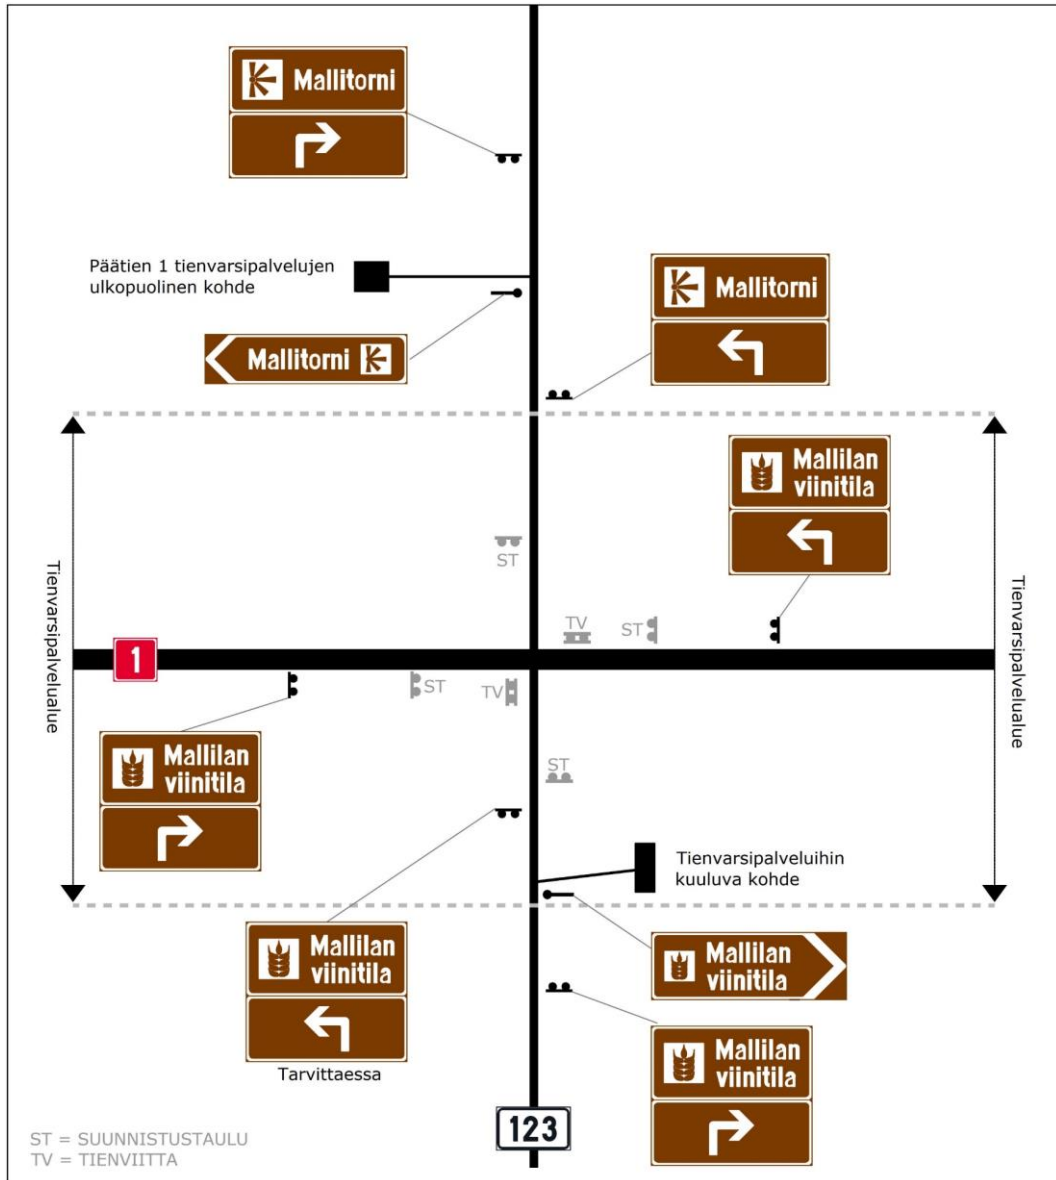 Mallitorni
Päätien 1 tienvarsipalvelujen
ulkopuolinen kohde
Mallitorni
Mallitorni
Mallilan
viinitila
ST
Tienvarsipalvelualue
Tienvarsipalvelualue
TV
ST
1
ST
TV
Mallilan
viinitila
ST
Tienvarsipalveluihin
kuuluva kohde
Mallilan
viinitila
Tarvittaessa
Mallilan
viinitila
Mallilan
viinitila
123
ST = SUUNNISTUSTAULU
TV = TIENVIITTA